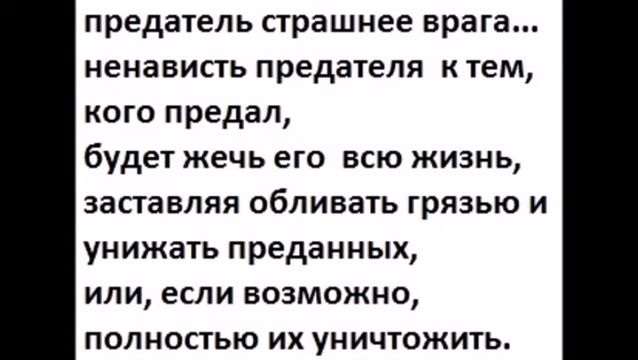 предатель страшнее врага...
ненависть предателя к тем,
кого предал,
будет жечь его всю жизнь,
заставляя обливать грязью и
унижать преданных,
или, если возможно,
полностью их уничтожить.